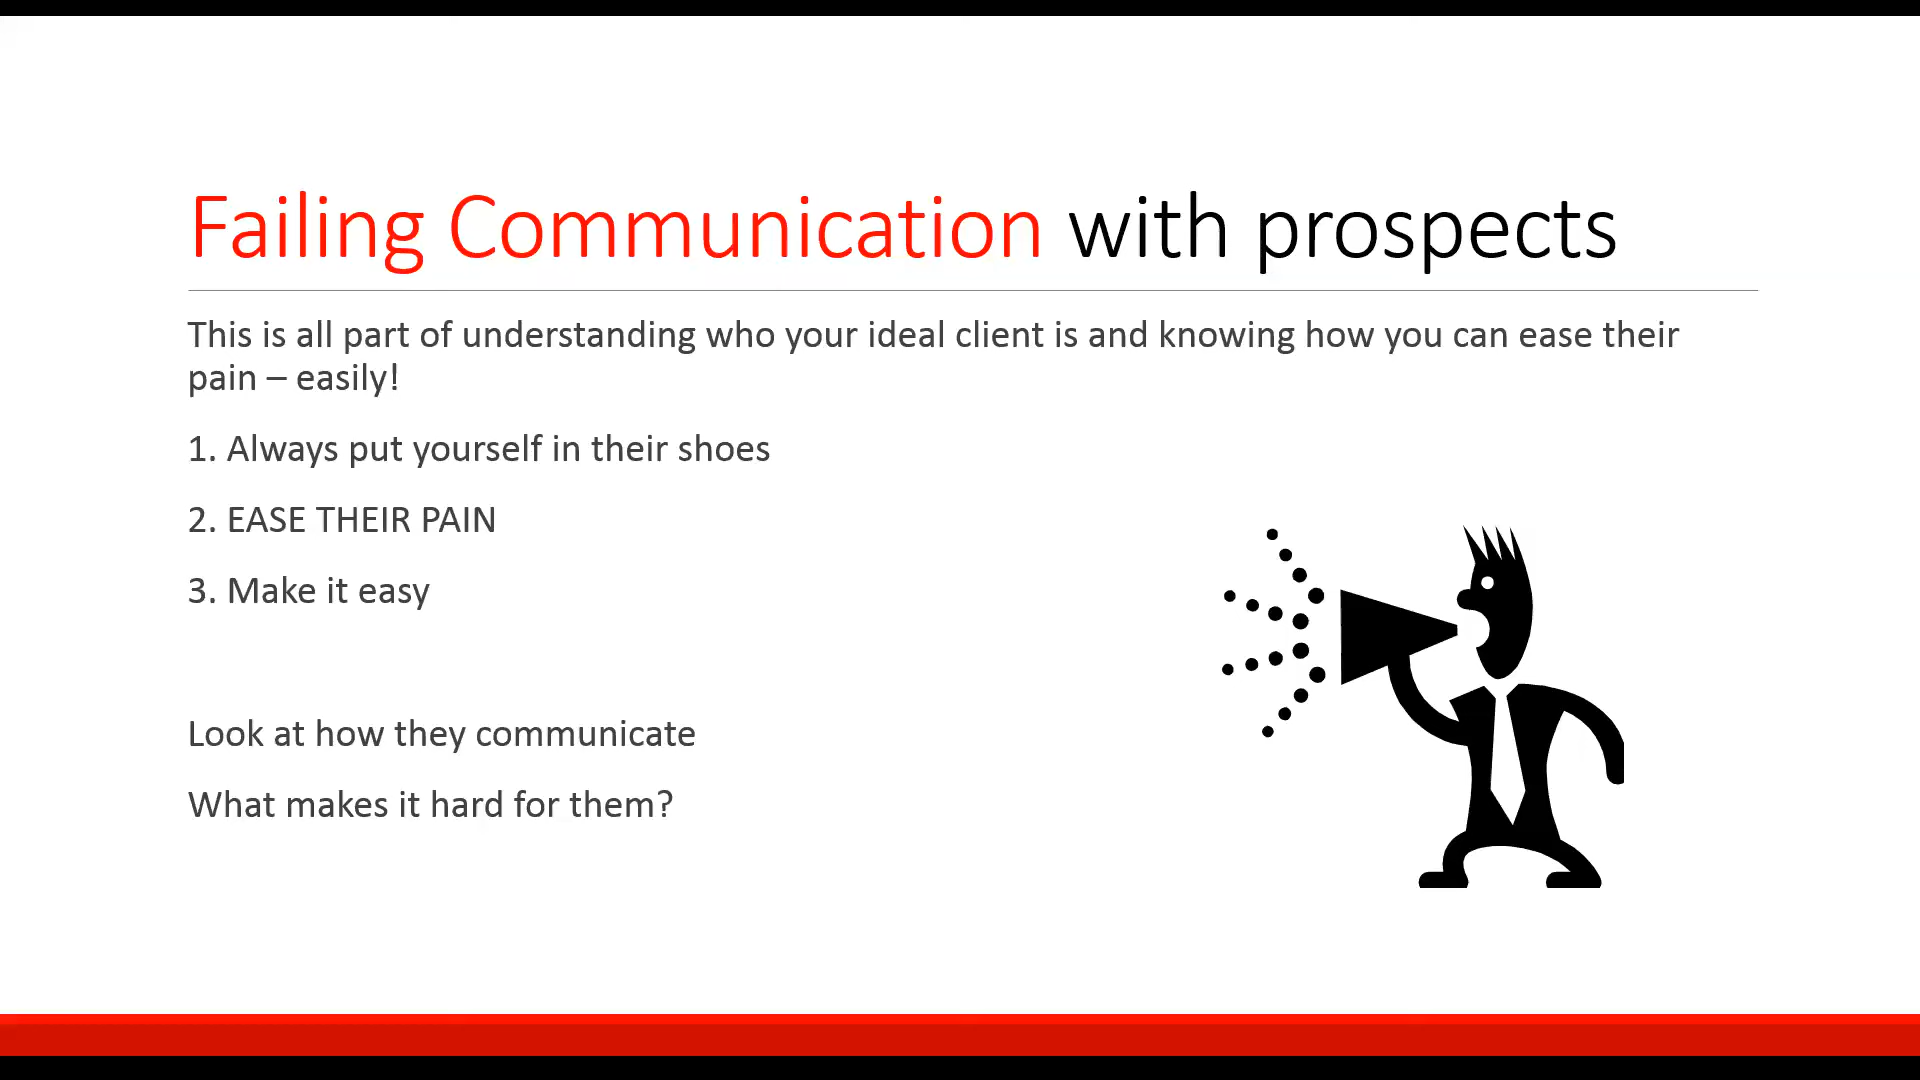 Failing Communication with prospects
This is all part of understanding who your ideal client is and knowing how you can ease their
pain – easily!
1. Always put yourself in their shoes
2. EASE THEIR PAIN
3. Make it easy
Look at how they communicate
What makes it hard for them?